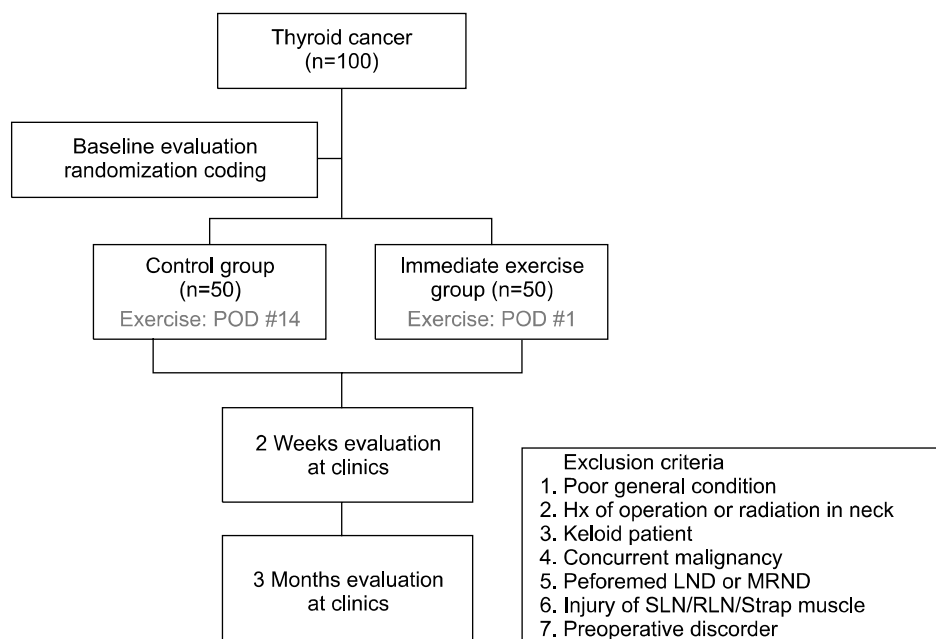 Thyroid cancer
(n=100)
Baseline evaluation
randomization coding
Control group
(n=50)
Exercise: POD #14
Immediate exercise
group (n=50)
Exercise: POD #1
2 Weeks evaluation
at clinics
3 Months evaluation
at clinics
Exclusion criteria
1. Poor general condition
2. Hx of operation or radiation in neck
3. Keloid patient
4. Concurrent malignancy
5. Peforemed LND or MRND
6. Injury of SLN/RLN/Strap muscle
7. Preoperative discorder